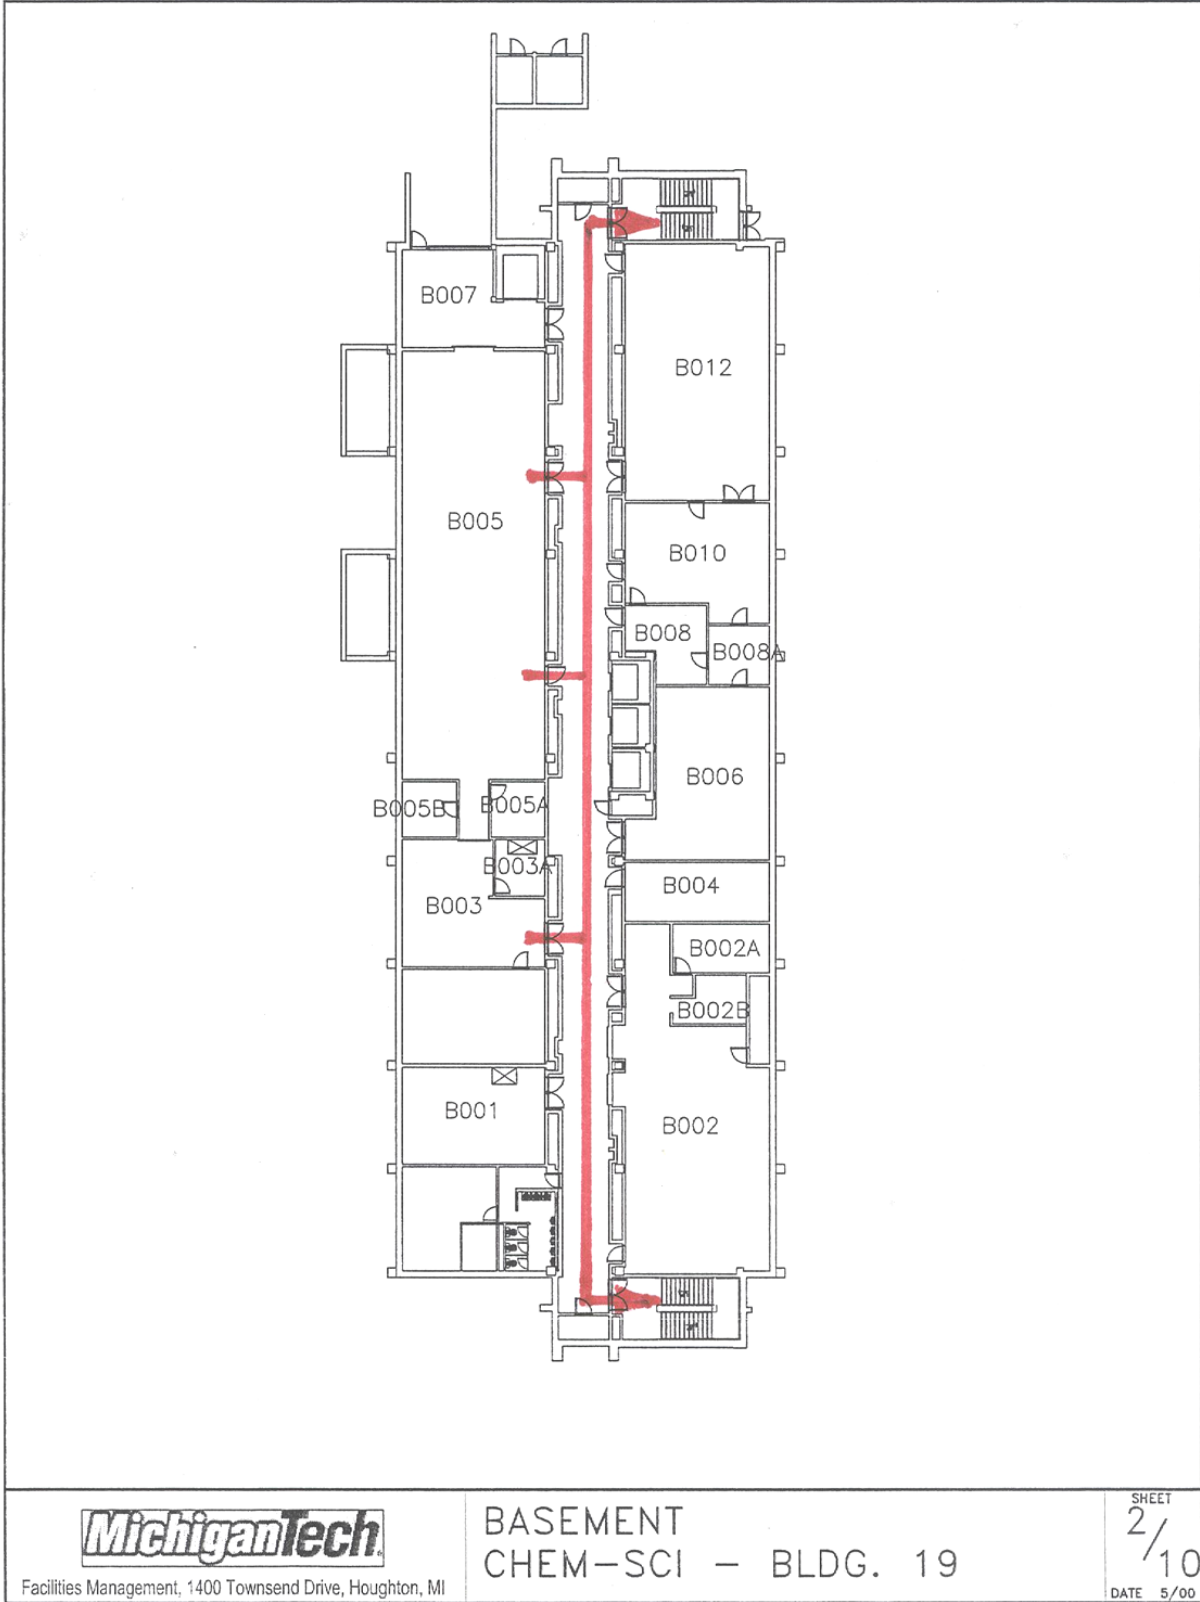 B007
B012
B005
B010
B008
B008A
B006
B005B
B005A
B003A
B004
B003
B002A
B002B
B001
B002
MichiganTech
Facilities Management, 1400 Townsend Drive, Houghton, MI
BASEMENT
CHEM-SCI - BLDG. 19
SHEET
2/10
DATE 5/00